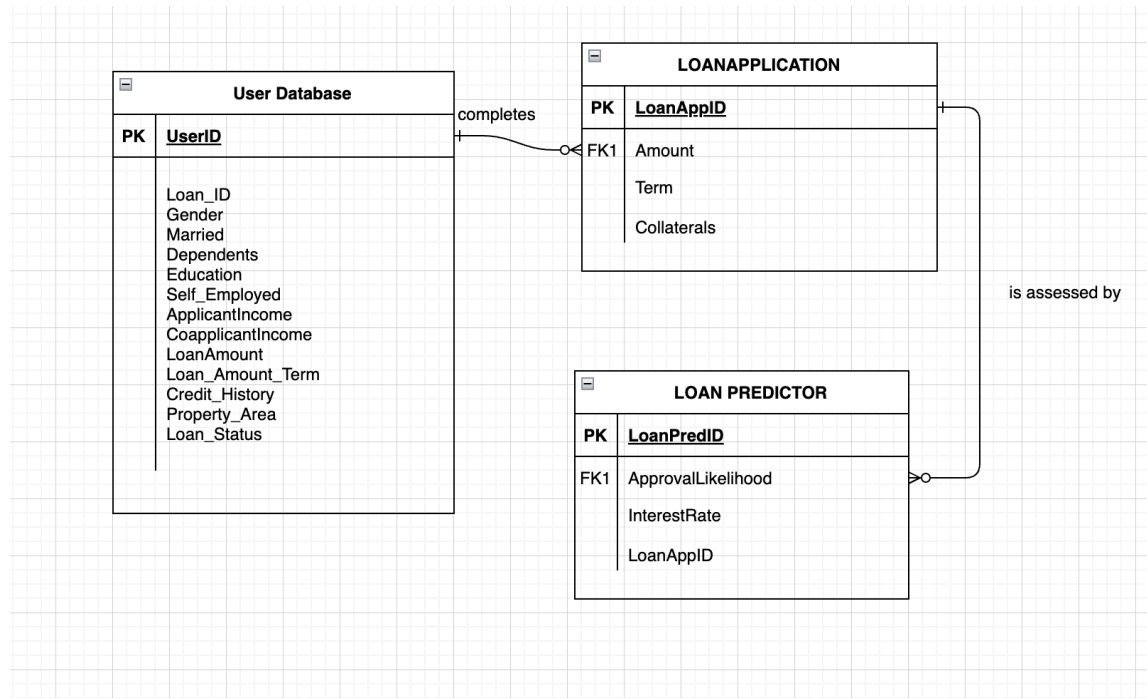 User Database
PK UserID
Loan_ID
Gender
Married
Dependents
Education
Self_Employed
ApplicantIncome
CoapplicantIncome
LoanAmount
Loan_Amount_Term
Credit_History
Property_Area
Loan_Status
completes
LOANAPPLICATION
PK LoanAppID
FK1 Amount
Term
Collaterals
is assessed by
LOAN PREDICTOR
PK LoanPredID
FK1 ApprovalLikelihood
InterestRate
LoanAppID